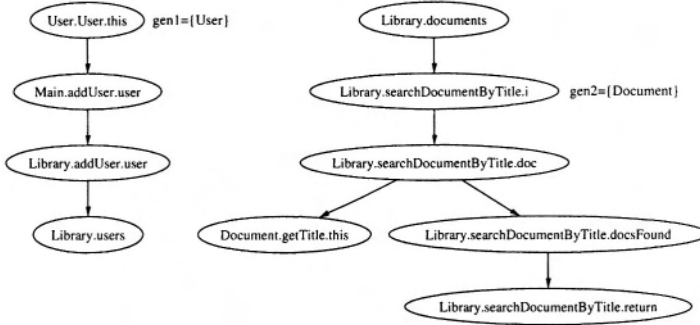 User.User.this gen1={User}
Main.addUser.user
Library.addUser.user
Library.users
Library.documents
Library.searchDocumentByTitle.i gen2={Document}
Library.searchDocumentByTitle.doc
Document.getTitle.this
Library.searchDocumentByTitle.docsFound
Library.searchDocumentByTitle.return